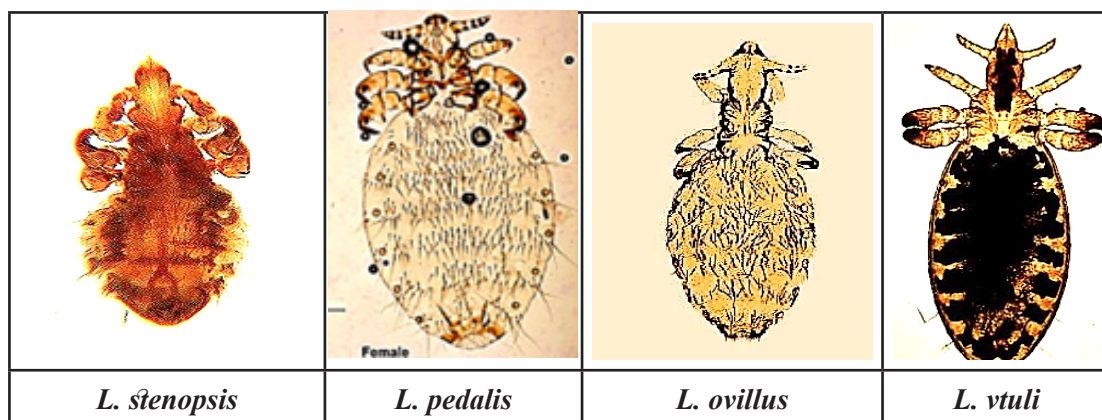 Female
L. stenopsis
L. pedalis
L. ovillus
L. vtuli